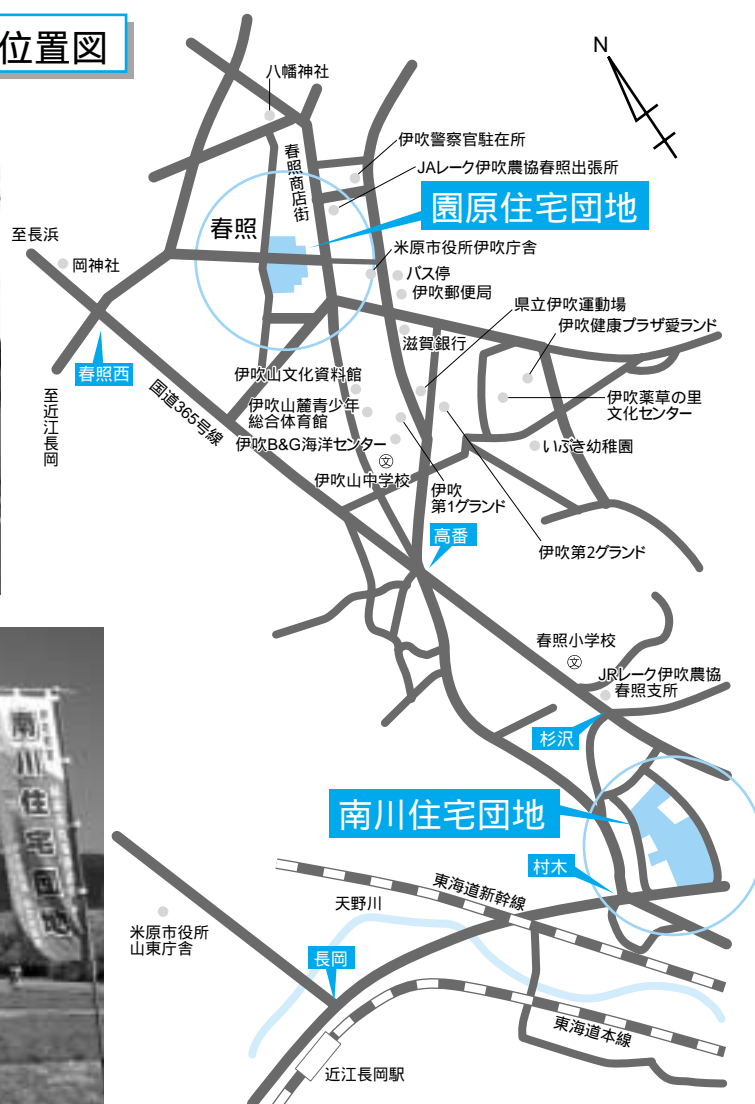 位置図
N
八幡神社
伊吹警察官駐在所
春照商店街
JAレーク伊吹農協春照出張所
園原住宅団地
春照
至長浜
岡神社
米原市役所伊吹庁舎
バス停
伊吹郵便局
県立伊吹運動場
伊吹健康プラザ愛ランド
滋賀銀行
春照西
至近江長岡
国道365号線
伊吹山文化資料館
伊吹山麓青少年
総合体育館
伊吹B&G海洋センター
文
伊吹山中学校
伊吹
第1グランド
伊吹薬草の里
文化センター
いぶき幼稚園
高番
伊吹第2グランド
春照小学校
文
JRレーク伊吹農協
春照支所
杉沢
南川住宅団地
南川住宅団地
村木
東海道新幹線
天野川
米原市役所
山東庁舎
長岡
東海道本線
近江長岡駅